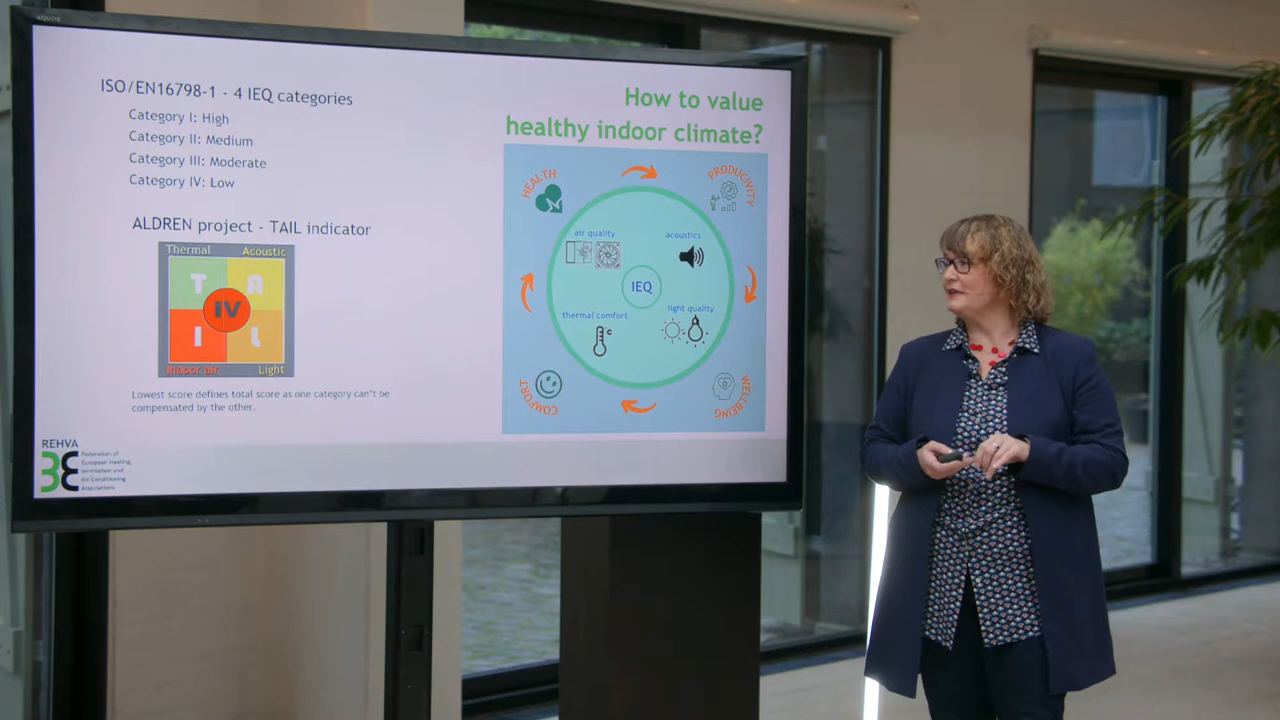 AQUOS
ISO/EN16798-1 - 4 IEQ categories
Category I: High
Category II: Medium
Category III: Moderate
Category IV: Low
ALDREN project - TAIL indicator
Thermal Acoustic
T A
IV
I L
Indoor air Light
Lowest score defines total score as one category can't be
compensated by the other.
REHVA
Federation of
European Heating,
Ventilation and
Air Conditioning
Associations
How to value
healthy indoor climate?
HEALTH
PRODUCIVITY
air quality
acoustics
IEQ
thermal comfort
light quality
°C
COMFORT
WELLBEING